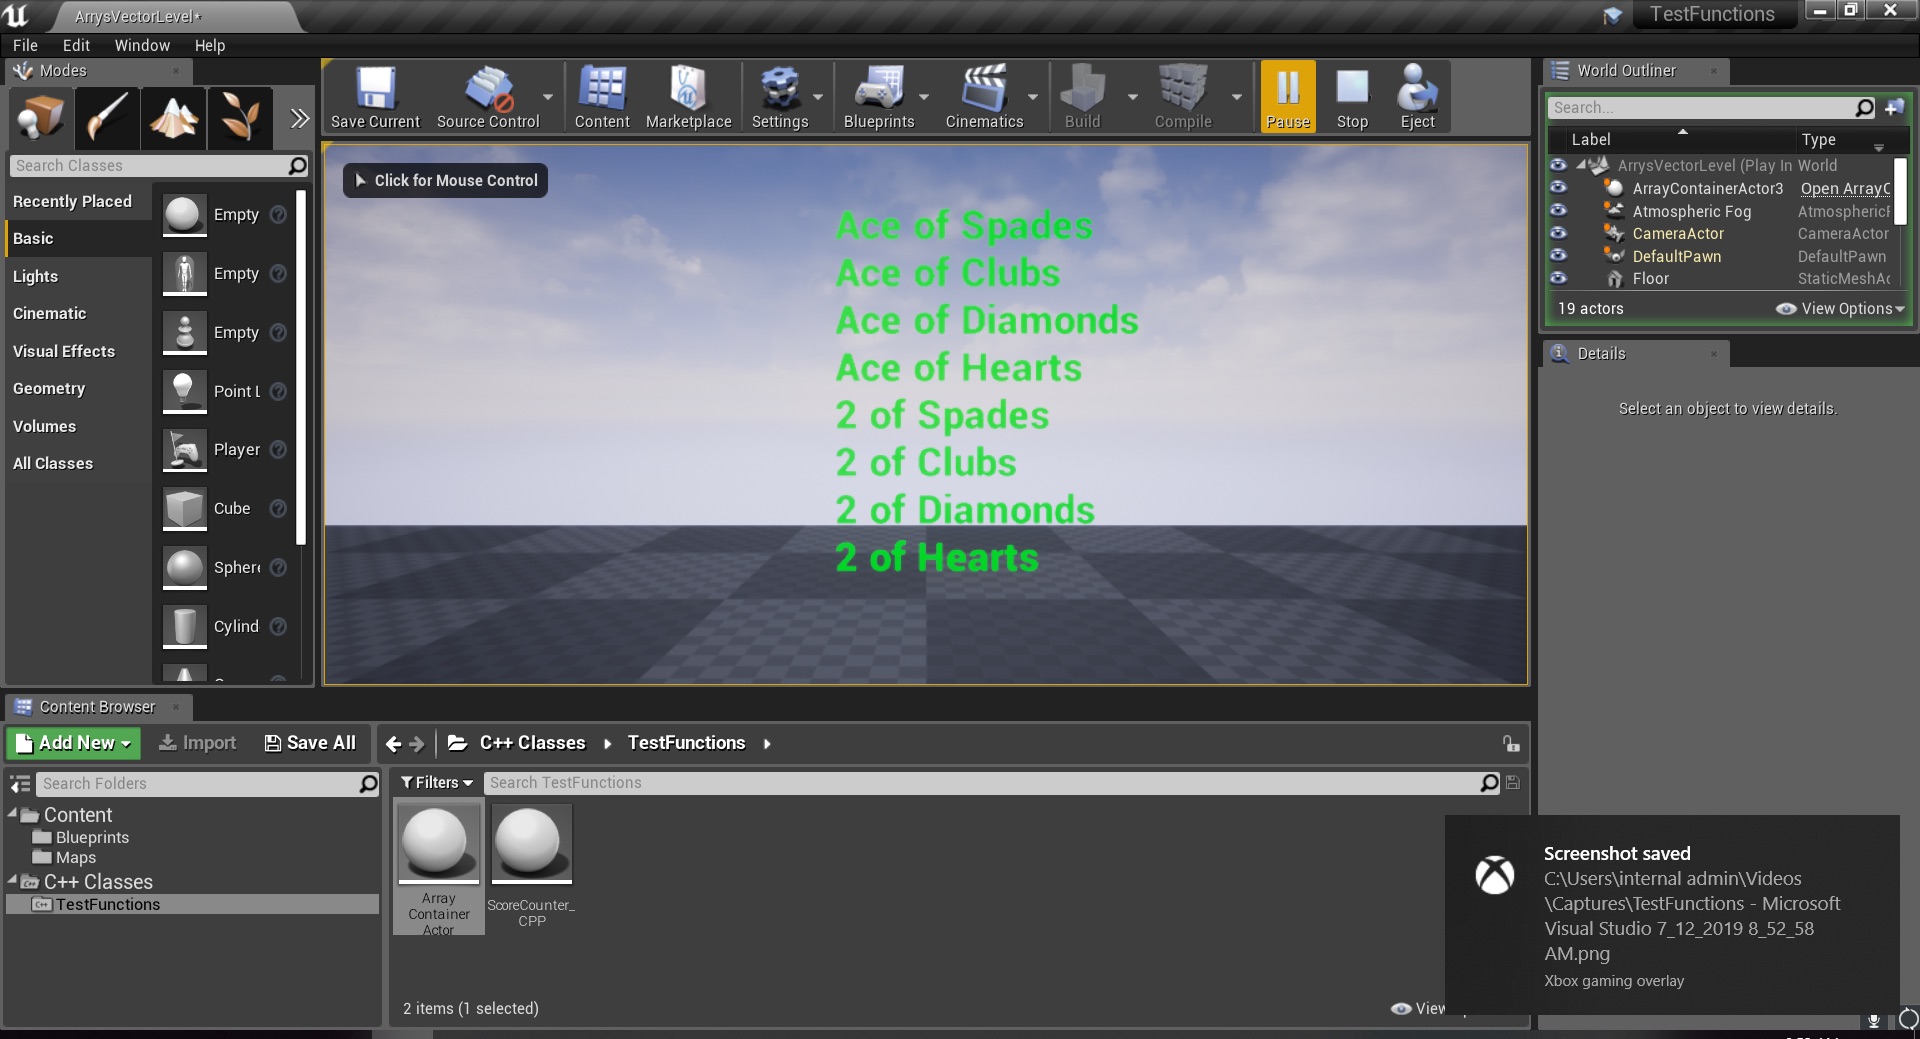 ArrysVectorLevel*
TestFunctions
File Edit Window Help
Modes
Search Classes
Recently Placed
Basic
Lights
Cinematic
Visual Effects
Geometry
Volumes
All Classes
Empty
Empty
Empty
Point L
Player
Cube
Sphere
Cylind
Save Current
Source Control
Content
Marketplace
Settings
Blueprints
Cinematics
Build
Compile
Pause
Stop
Eject
Click for Mouse Control
Ace of Spades
Ace of Clubs
Ace of Diamonds
Ace of Hearts
2 of Spades
2 of Clubs
2 of Diamonds
2 of Hearts
World Outliner
Search...
Label Type
ArrysVectorLevel (Play In World
ArrayContainerActor3 Open ArrayC
Atmospheric Fog AtmosphericF
CameraActor CameraActor
DefaultPawn DefaultPawn
Floor StaticMeshAc
19 actors View Options
Details
Select an object to view details.
Content Browser
Add New Import Save All C++ Classes TestFunctions
Search Folders
Content
Blueprints
Maps
C++ Classes
TestFunctions
Filters Search TestFunctions
Array
Container
Actor
ScoreCounter_
CPP
2 items (1 selected)
View
Screenshot saved
C:\Users\internal admin\Videos
\Captures\TestFunctions - Microsoft
Visual Studio 7_12_2019 8_52_58
AM.png
Xbox gaming overlay